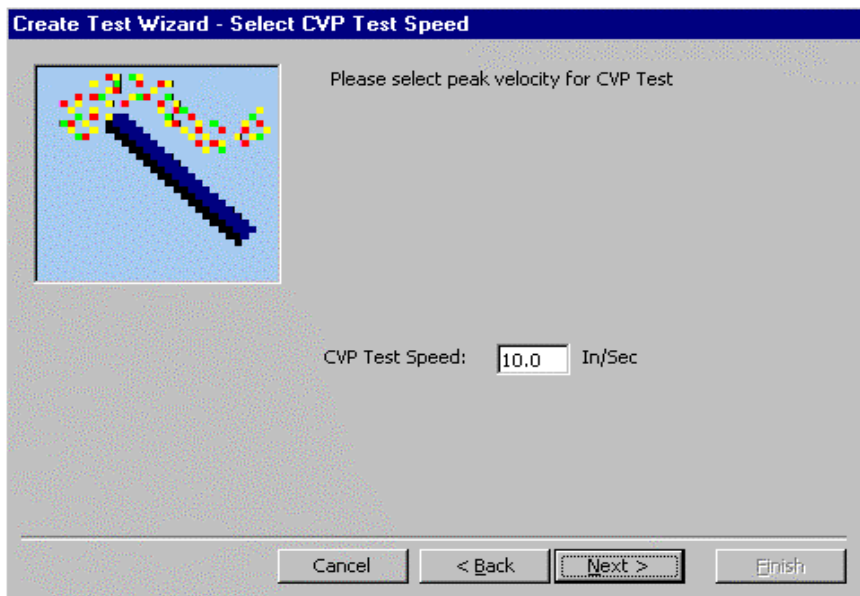 Create Test Wizard - Select CVP Test Speed
Please select peak velocity for CVP Test
CVP Test Speed: 10.0 In/Sec
Cancel < Back Next > Finish